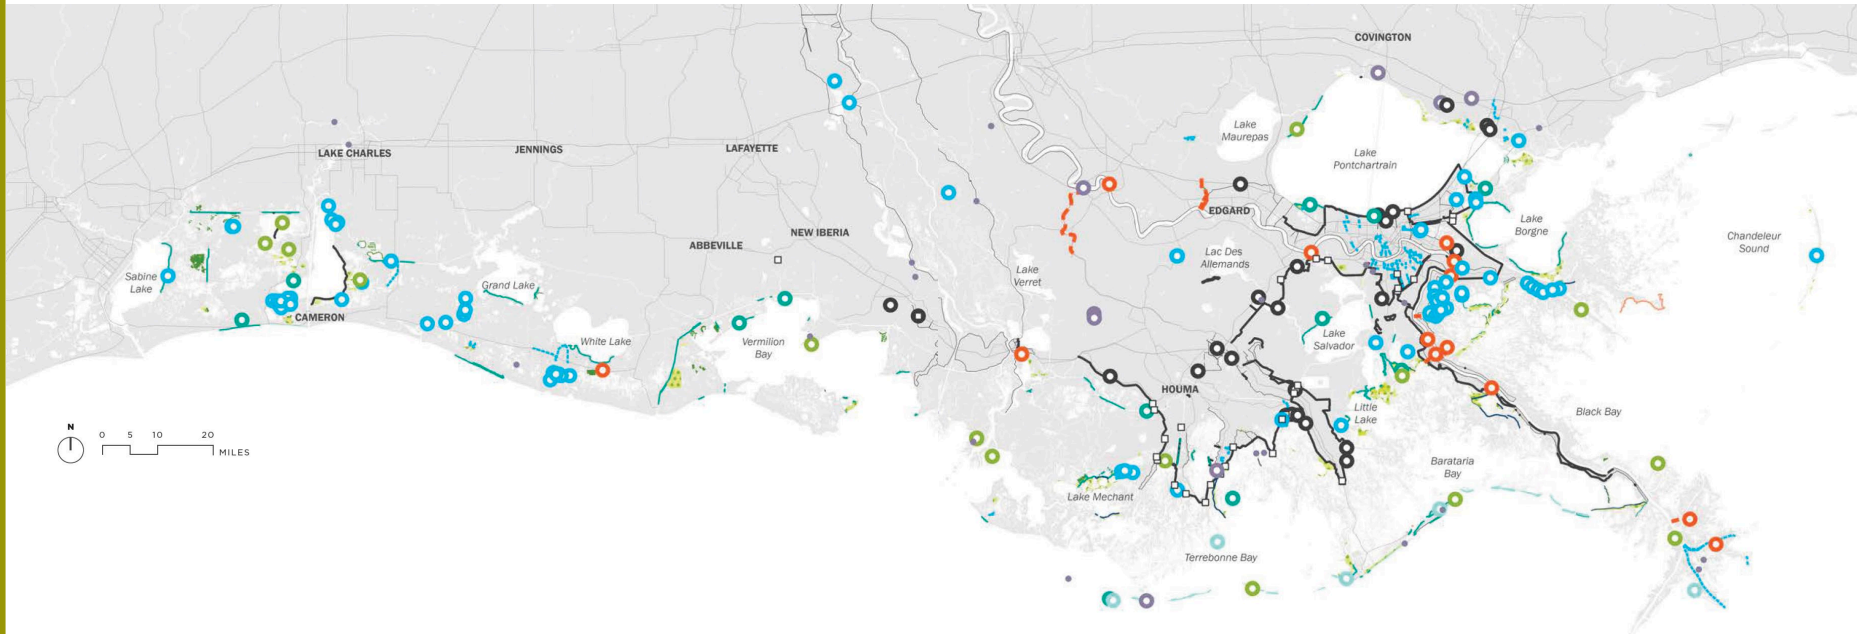 COVINGTON
Lake
Maurepas
Lake
Pontchartrain
LAKE CHARLES
JENNINGS
LAFAYETTE
EDGARD
Lake
Borgne
Chandeleur
Sound
NEW IBERIA
ABBEVILLE
Lac Des
Allemands
Sabine
Lake
Grand Lake
Lake
Verret
CAMERON
White Lake
Vermilion
Bay
Lake
Salvador
HOUMA
Little
Lake
Black Bay
N
0 5 10 20
MILES
Barataria
Bay
Lake Mechant
Terrebonne Bay